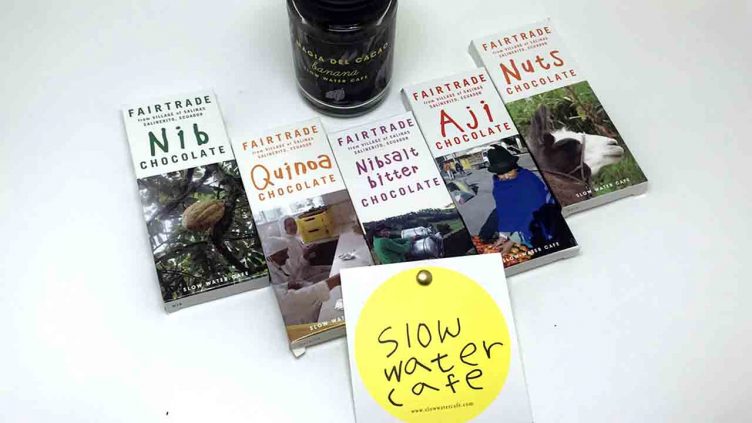 MAGIA DEL CACAO
banana
SLOW WATER CAFE
FAIRTRADE
from VILLAGE of SALINAS
SALINERITO, ECUADOR
Nib
CHOCOLATE
SLOW WATER CAFE
FAIRTRADE
from VILLAGE of SALINAS
SALINERITO, ECUADOR
Quinoa
CHOCOLATE
SLOW WATER
FAIRTRADE
from VILLAGE of SALINAS
SALINERITO, ECUADOR
Nibsalt
bitter
CHOCOLATE
FAIRTRADE
from VILLAGE of SALINAS
SALINERITO, ECUADOR
Aji
CHOCOLATE
SLOW WATER CAFE
FAIRTRADE
from VILLAGE of SALINAS
SALINERITO, ECUADOR
Nuts
CHOCOLATE
SLOW WATER CAFE
slow
water
cafe
www.slowwatercafe.com